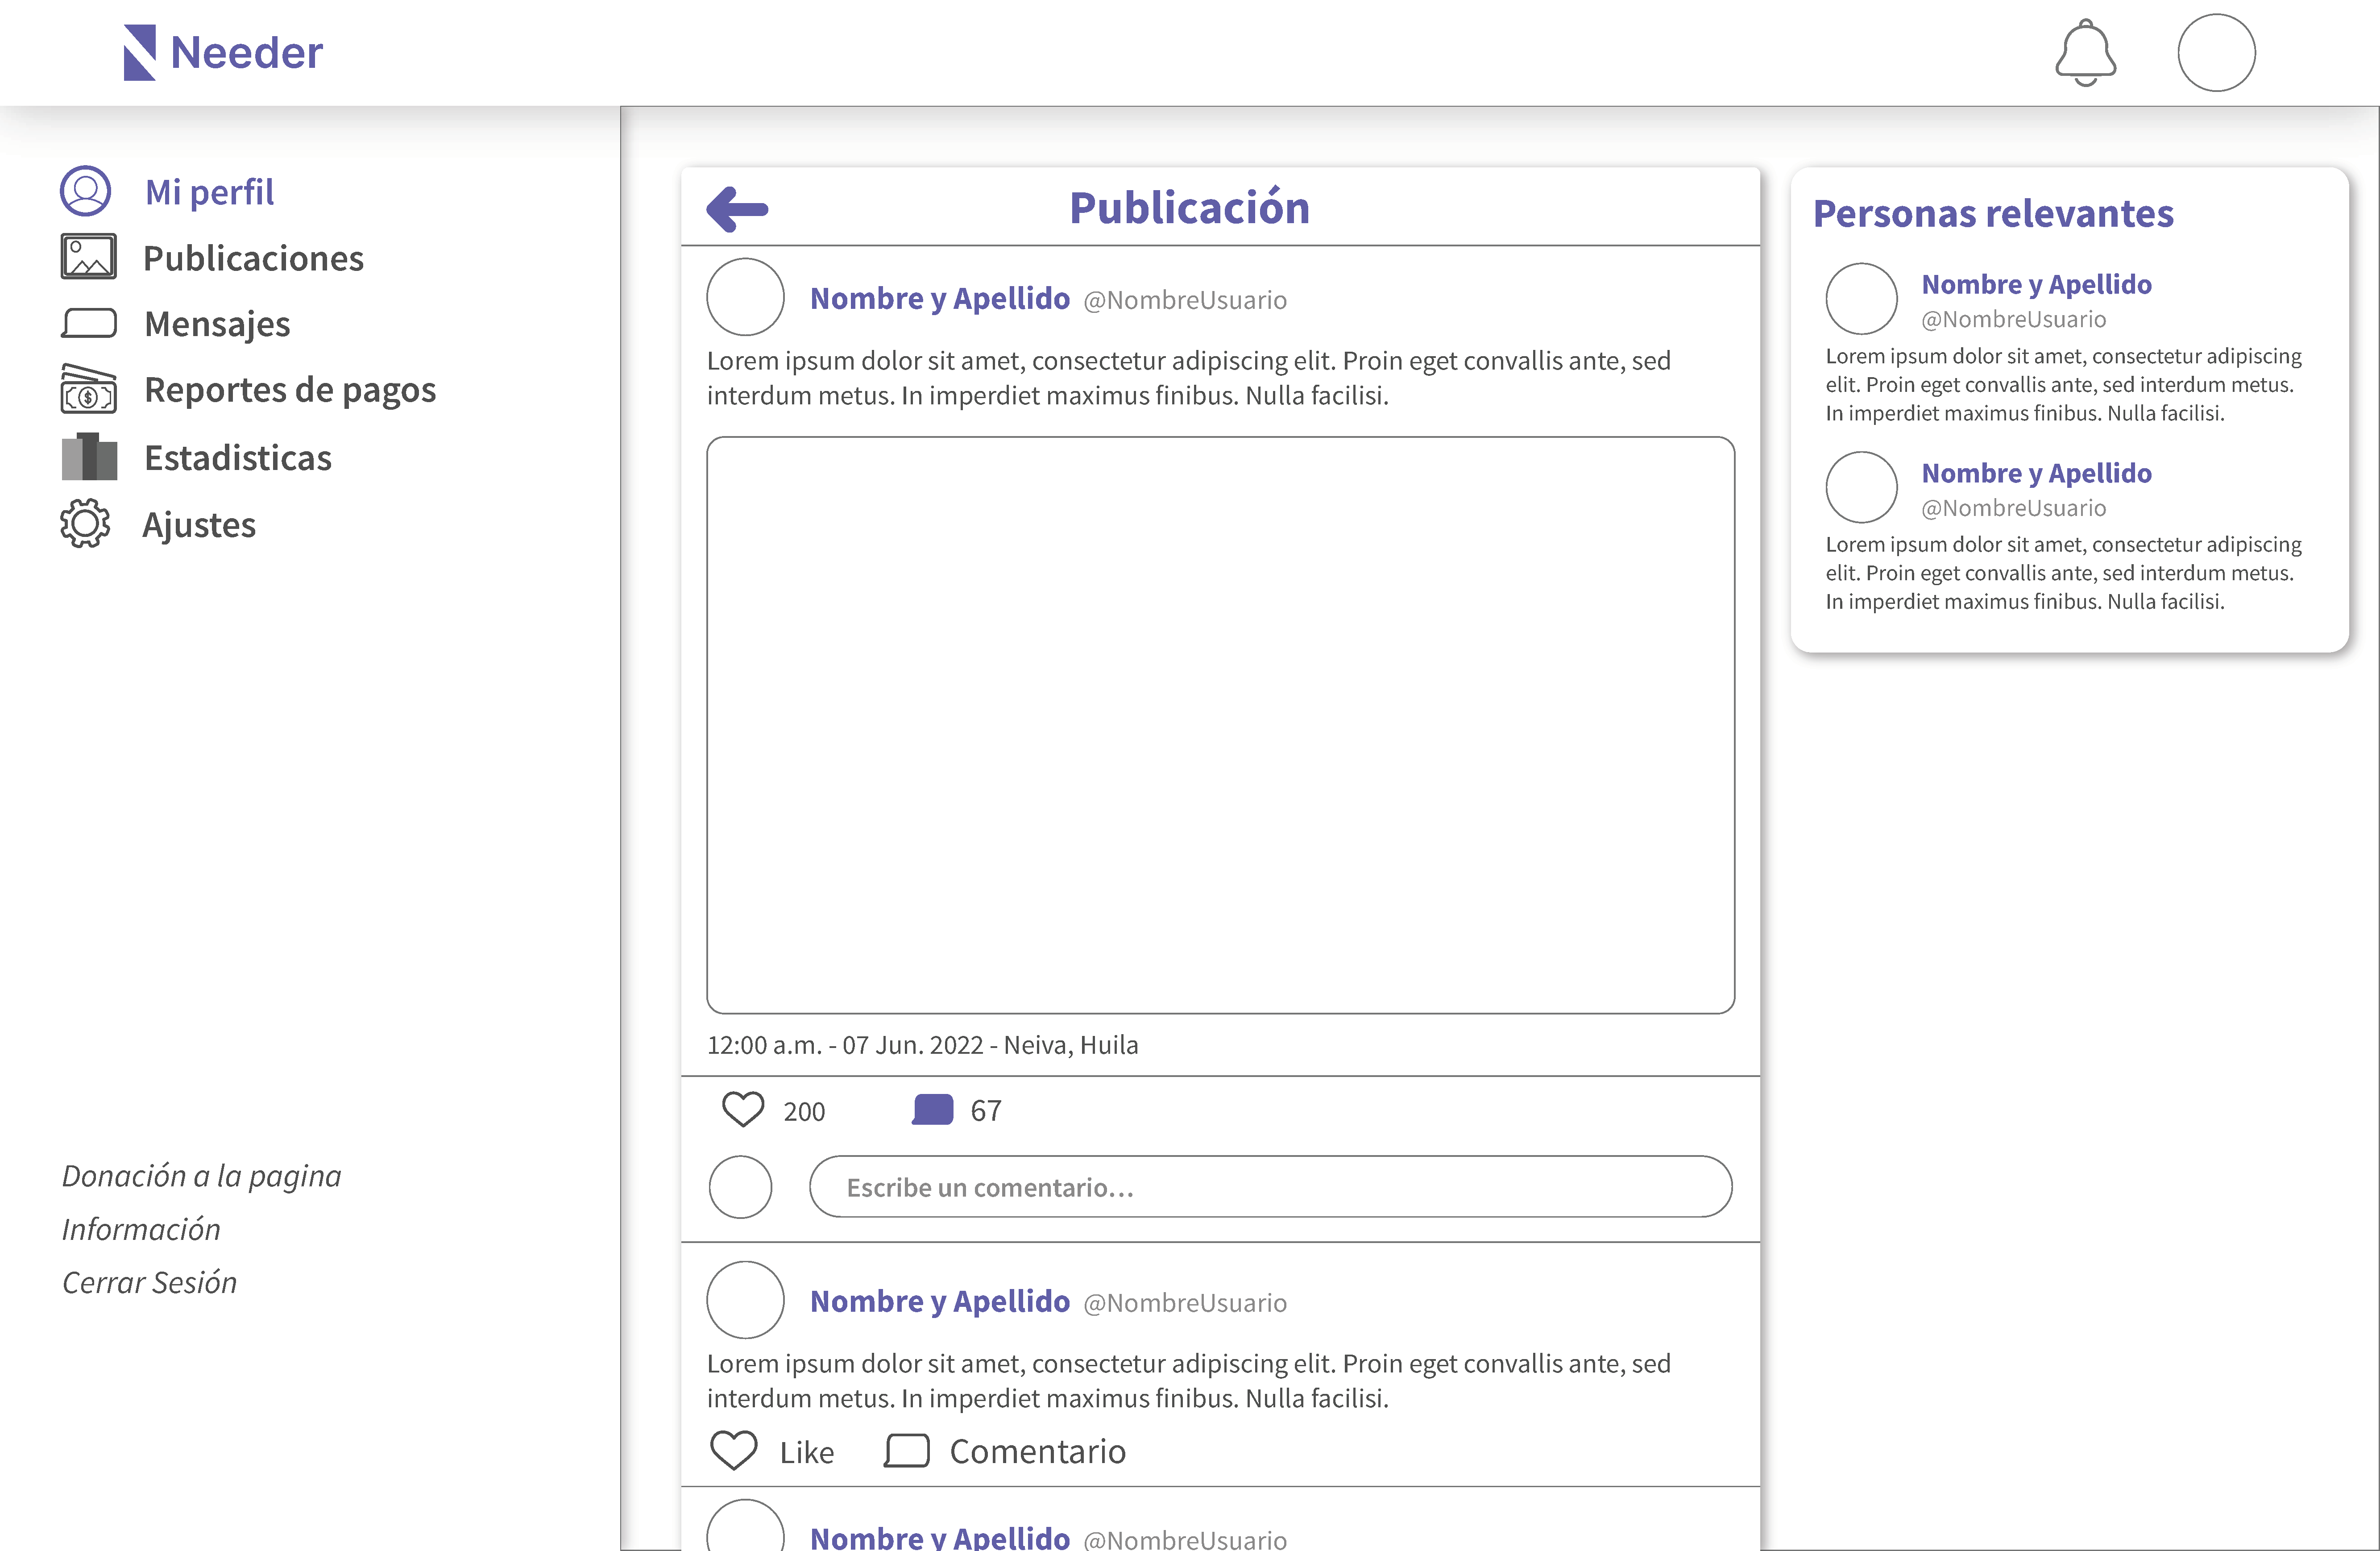 Needer
Mi perfil
Publicaciones
Mensajes
Reportes de pagos
Estadisticas
Ajustes
Donación a la pagina
Información
Cerrar Sesión
Publicación
Nombre y Apellido @NombreUsuario
Lorem ipsum dolor sit amet, consectetur adipiscing elit. Proin eget convallis ante, sed
interdum metus. In imperdiet maximus finibus. Nulla facilisi.
12:00 a.m. - 07 Jun. 2022 - Neiva, Huila
200 67
Escribe un comentario...
Nombre y Apellido @NombreUsuario
Lorem ipsum dolor sit amet, consectetur adipiscing elit. Proin eget convallis ante, sed
interdum metus. In imperdiet maximus finibus. Nulla facilisi.
Like Comentario
Nombre y Apellido @NombreUsuario
Personas relevantes
Nombre y Apellido
@NombreUsuario
Lorem ipsum dolor sit amet, consectetur adipiscing
elit. Proin eget convallis ante, sed interdum metus.
In imperdiet maximus finibus. Nulla facilisi.
Nombre y Apellido
@NombreUsuario
Lorem ipsum dolor sit amet, consectetur adipiscing
elit. Proin eget convallis ante, sed interdum metus.
In imperdiet maximus finibus. Nulla facilisi.